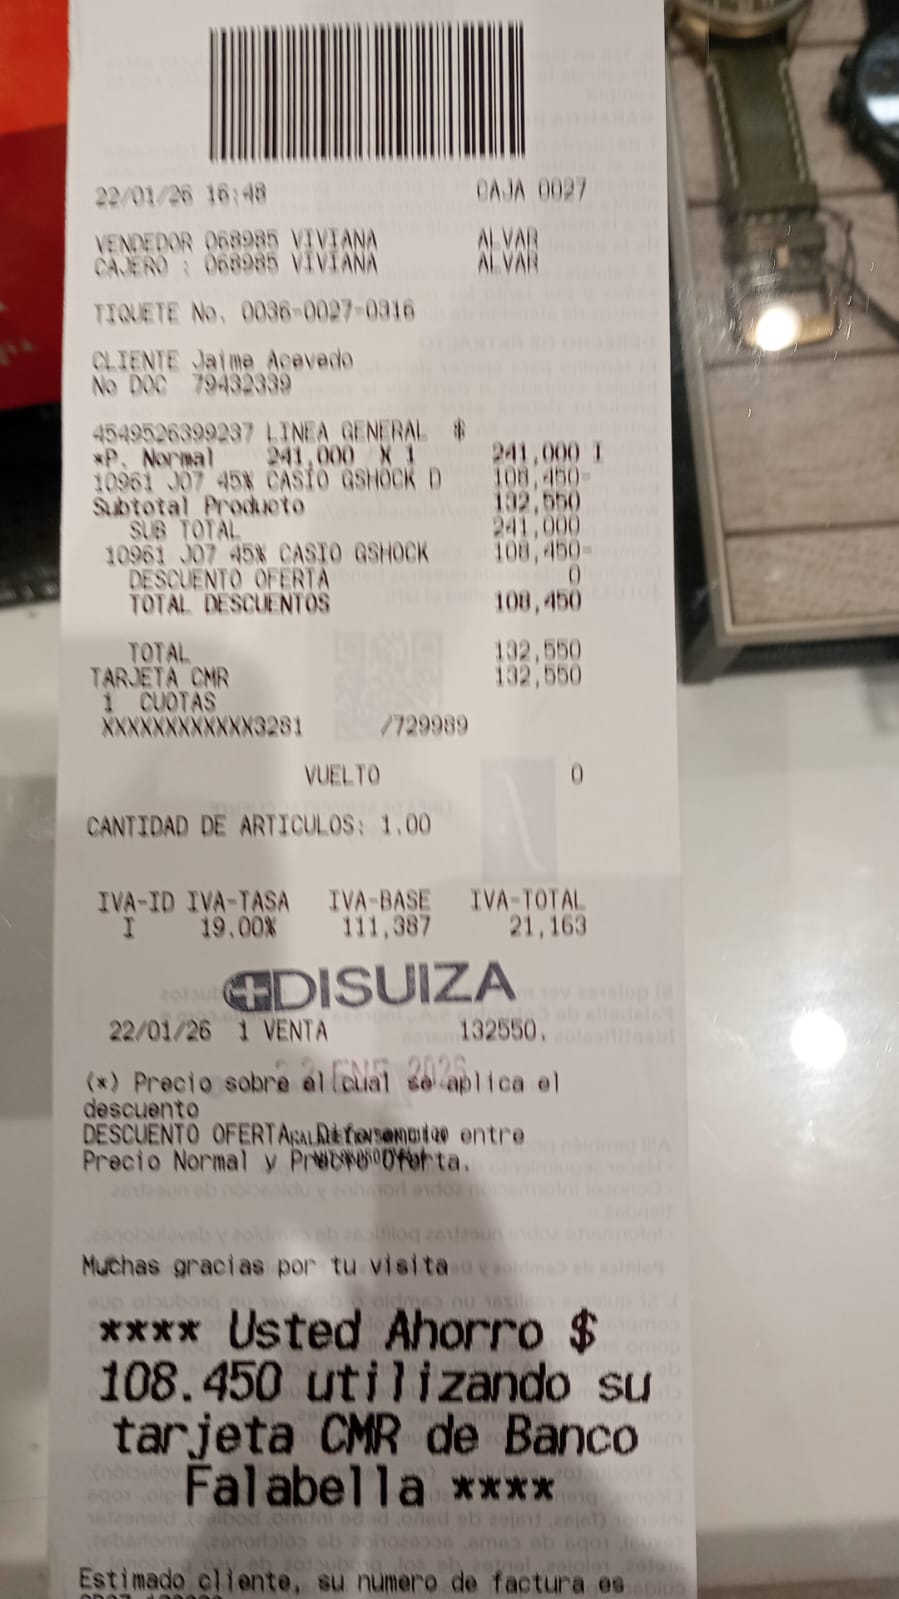 22/01/26 16:48 CAJA 0027
VENDEDOR 068985 VIVIANA ALVAR
CAJERO : 068985 VIVIANA ALVAR
TIQUETE No. 0036-0027-0316
CLIENTE Jaime Acevedo
No DOC 79432339
4549526399237 LINEA GENERAL $
*P. Normal 241,000 X 1 241,000 I
10961 J07 45% CASIO GSHOCK D 108,450-
Subtotal Producto 132,550
SUB TOTAL 241,000
10961 J07 45% CASIO GSHOCK 108,450-
DESCUENTO OFERTA 0
TOTAL DESCUENTOS 108,450
TOTAL 132,550
TARJETA CMR 132,550
1 CUOTAS
XXXXXXXXXXXX3281 /729989
VUELTO 0
CANTIDAD DE ARTICULOS: 1.00
IVA-ID IVA-TASA IVA-BASE IVA-TOTAL
I 19.00% 111,387 21,163
DISUIZA
22/01/26 1 VENTA 132550.
22 ENE 2026
(*) Precio sobre el cual se aplica el
descuento
DESCUENTO OFERTA: Diferencia entre
Precio Normal y Precio Oferta.
Muchas gracias por tu visita
**** Usted Ahorro $
108.450 utilizando su
tarjeta CMR de Banco
Falabella ****
Estimado cliente, su numero de factura es